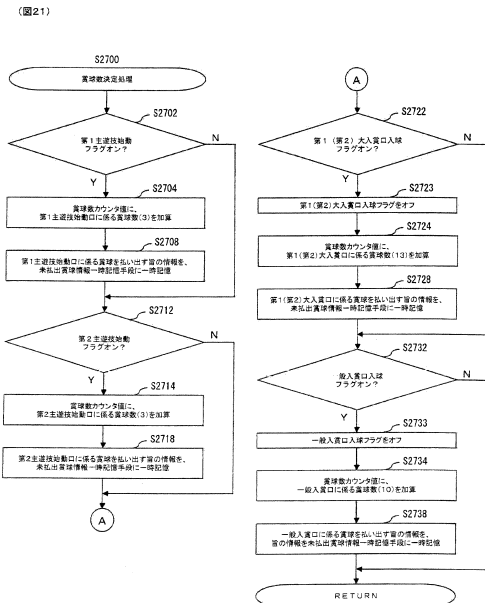 (図21)
S2700
賞球数決定処理
S2702
第1主遊技始動
フラグオン？
N
Y
S2704
賞球数カウンタ値に、
第1主遊技始動口に係る賞球数(3)を加算
S2708
第1主遊技始動口に係る賞球を払い出す旨の情報を、
未払出賞球情報一時記憶手段に一時記憶
S2712
第2主遊技始動
フラグオン？
N
Y
S2714
賞球数カウンタ値に、
第2主遊技始動口に係る賞球数(3)を加算
S2718
第2主遊技始動口に係る賞球を払い出す旨の情報を、
未払出賞球情報一時記憶手段に一時記憶
A
A
S2722
第1 (第2) 大入賞口入球
フラグオン？
N
Y
S2723
第1(第2)大入賞口入球フラグをオフ
S2724
賞球数カウンタ値に、
第1(第2)大入賞口に係る賞球数(13)を加算
S2728
第1(第2)大入賞口に係る賞球を払い出す旨の情報を、
未払出賞球情報一時記憶手段に一時記憶
S2732
一般入賞口入球
フラグオン？
N
Y
S2733
一般入賞口入球フラグをオフ
S2734
賞球数カウンタ値に、
一般入賞口に係る賞球数(10)を加算
S2738
一般入賞口に係る賞球を払い出す旨の情報を、
旨の情報を未払出賞球情報一時記憶手段に一時記憶
RETURN